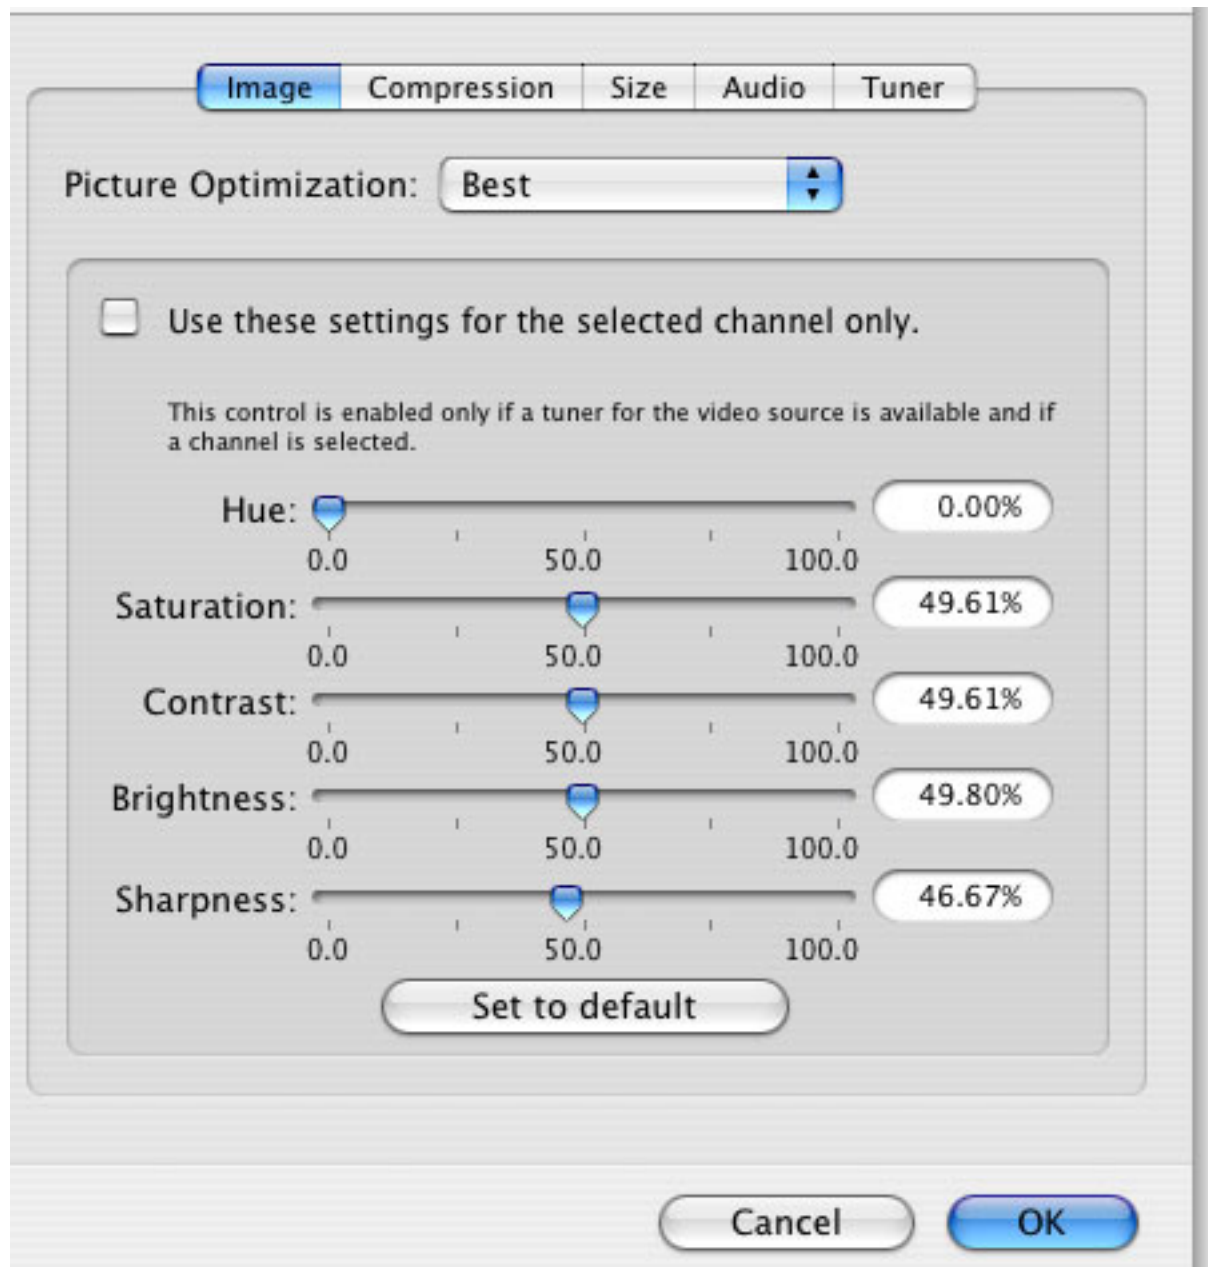 Image Compression Size Audio Tuner
Picture Optimization: Best
Use these settings for the selected channel only.
This control is enabled only if a tuner for the video source is available and if
a channel is selected.
Hue: 0.00%
0.0 50.0 100.0
Saturation: 49.61%
0.0 50.0 100.0
Contrast: 49.61%
0.0 50.0 100.0
Brightness: 49.80%
0.0 50.0 100.0
Sharpness: 46.67%
0.0 50.0 100.0
Set to default
Cancel OK